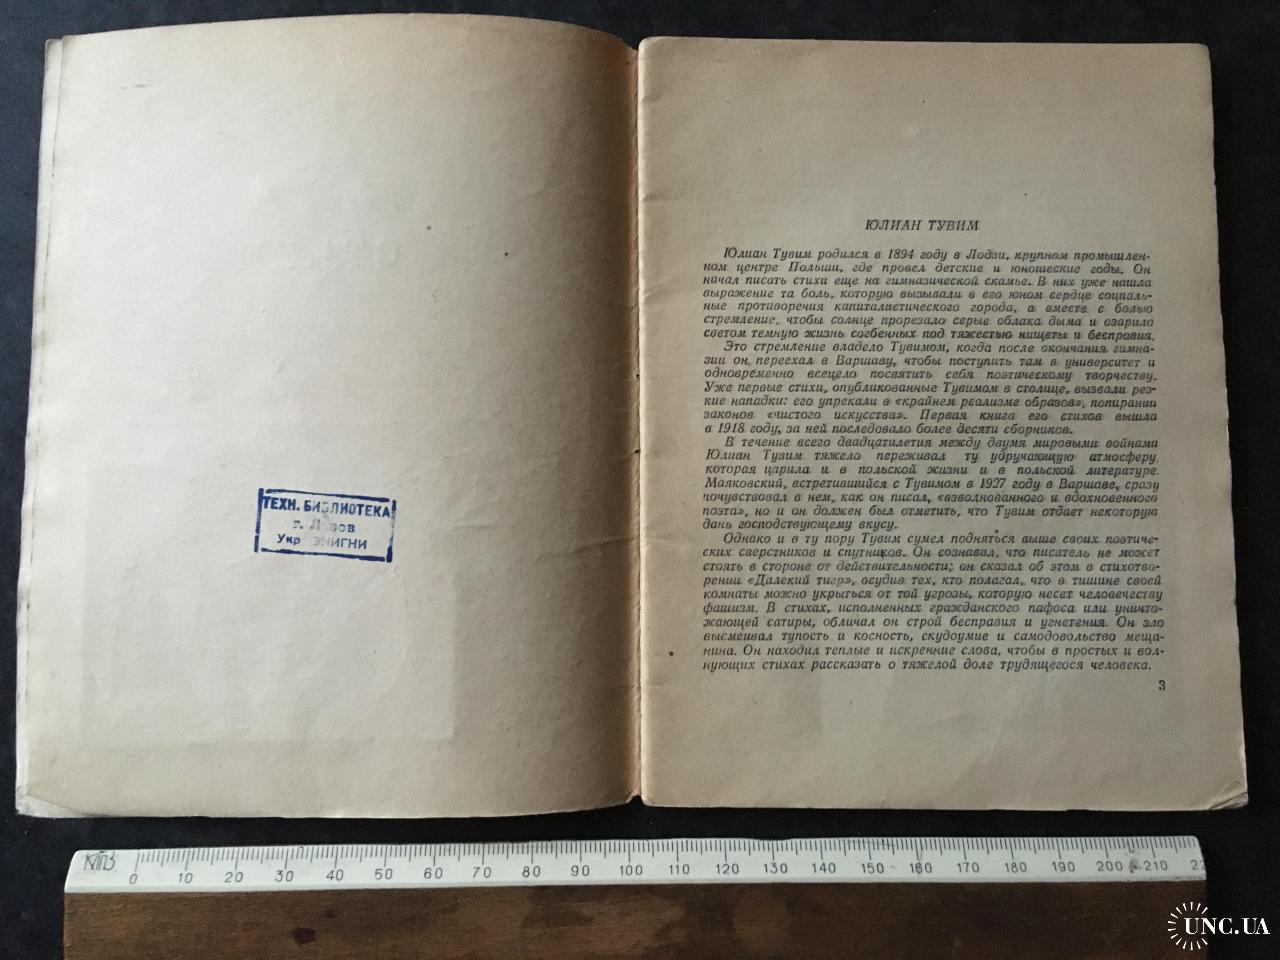 ТЕХН. БИБЛИОТЕКА
г. Львов
Укр НИГНИ
ЮЛИАН ТУВИМ
Юлиан Тувим родился в 1894 году в Лодзи, крупном промышлен-
ном центре Польши, где провел детские и юношеские годы. Он
начал писать стихи еще на гимназической скамье. В них уже нашла
выражение та боль, которую вызывали в его юном сердце социаль-
ные противоречия капиталистического города, а вместе с болью
стремление, чтобы солнце прорезало серые облака дыма и озарило
светом темную жизнь согбенных под тяжестью нищеты и бесправия.
Это стремление владело Тувимом, когда после окончания гимна-
зии он переехал в Варшаву, чтобы поступить там в университет и
одновременно всецело посвятить себя поэтическому творчеству.
Уже первые стихи, опубликованные Тувимом в столице, вызвали рез-
кие нападки: его упрекали в «крайнем реализме образов», попирании
законов «чистого искусства». Первая книга его стихов вышла
в 1918 году, за ней последовало более десяти сборников.
В течение всего двадцатилетия между двумя мировыми войнами
Юлиан Тувим тяжело переживал ту удручающую атмосферу,
которая царила и в польской жизни и в польской литературе.
Маяковский, встретившийся с Тувимом в 1927 году в Варшаве, сразу
почувствовал в нем, как он писал, «взволнованного и вдохновенного
поэта», но и он должен был отметить, что Тувим отдает некоторую
дань господствующему вкусу.
Однако и в ту пору Тувим сумел подняться выше своих поэтиче-
ских сверстников и спутников. Он сознавал, что писатель не может
стоять в стороне от действительности; он сказал об этом в стихотво-
рении «Далекий тигр», осудив тех, кто полагал, что в тишине своей
комнаты можно укрыться от той угрозы, которую несет человечеству
фашизм. В стихах, исполненных гражданского пафоса или уничто-
жающей сатиры, обличал он строй бесправия и угнетения. Он зло
высмеивал тупость и косность, скудоумие и самодовольство меща-
нина. Он находил теплые и искренние слова, чтобы в простых и вол-
нующих стихах рассказать о тяжелой доле трудящегося человека.
3
0 10 20 30 40 50 60 70 80 90 100 110 120 130 140 150 160 170 180 190 200 210
UNC.UA